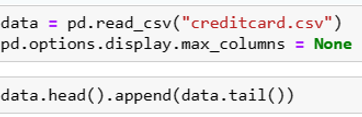 data = pd.read_csv("creditcard.csv")
pd.options.display.max_columns = None
data.head().append(data.tail())